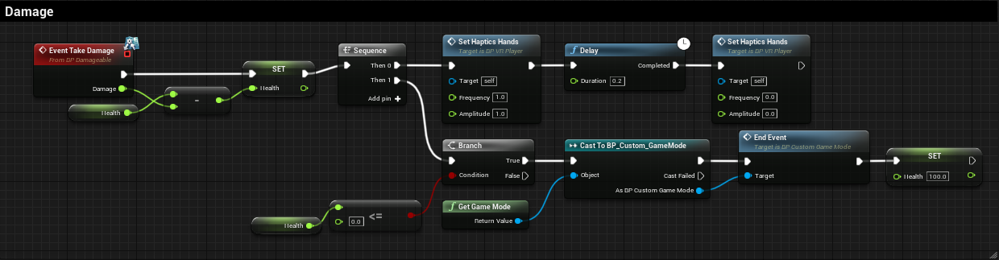 Damage
Event Take Damage
From BP Damageable
Damage
Health
-
SET
Health
Sequence
Then 0
Then 1
Add pin +
Set Haptics Hands
Target is BP VR Player
Target self
Frequency 1.0
Amplitude 1.0
Delay
Completed
Duration 0.2
Set Haptics Hands
Target is BP VR Player
Target self
Frequency 0.0
Amplitude 0.0
Branch
True
Condition False
Cast To BP_Custom_GameMode
Object Cast Failed
As BP Custom Game Mode
End Event
Target is BP Custom Game Mode
Target
SET
Health 100.0
Get Game Mode
Return Value
Health
0.0 <=